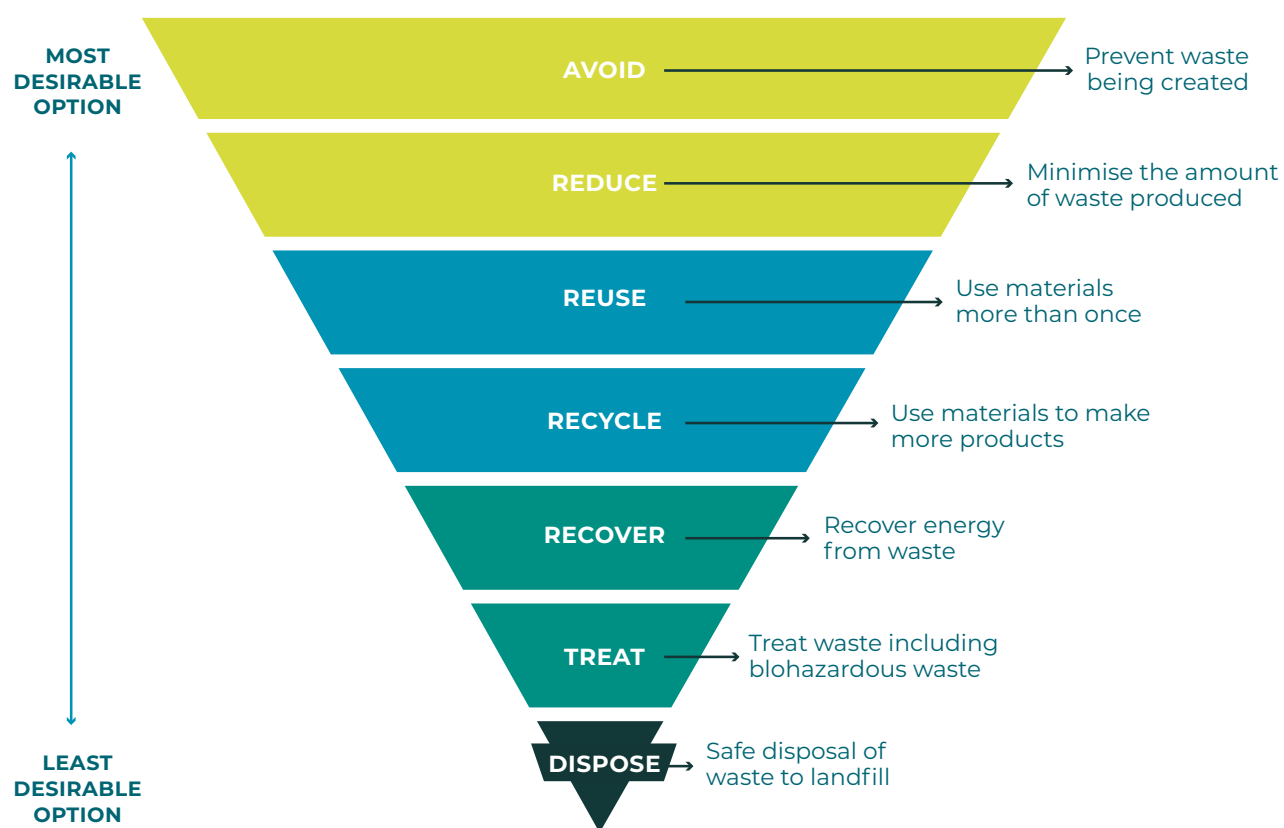 MOST
DESIRABLE
OPTION
AVOID
Prevent waste
being created
REDUCE
Minimise the amount
of waste produced
REUSE
Use materials
more than once
RECYCLE
Use materials to make
more products
RECOVER
Recover energy
from waste
TREAT
Treat waste including
blohazardous waste
DISPOSE
Safe disposal of
waste to landfill
LEAST
DESIRABLE
OPTION